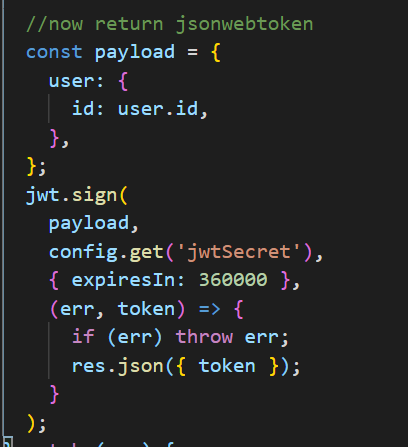 //now return jsonwebtoken
const payload = {
user: {
id: user.id,
},
};
jwt.sign(
payload,
config.get('jwtSecret'),
{ expiresIn: 360000 },
(err, token) => {
if (err) throw err;
res.json({ token });
}
);